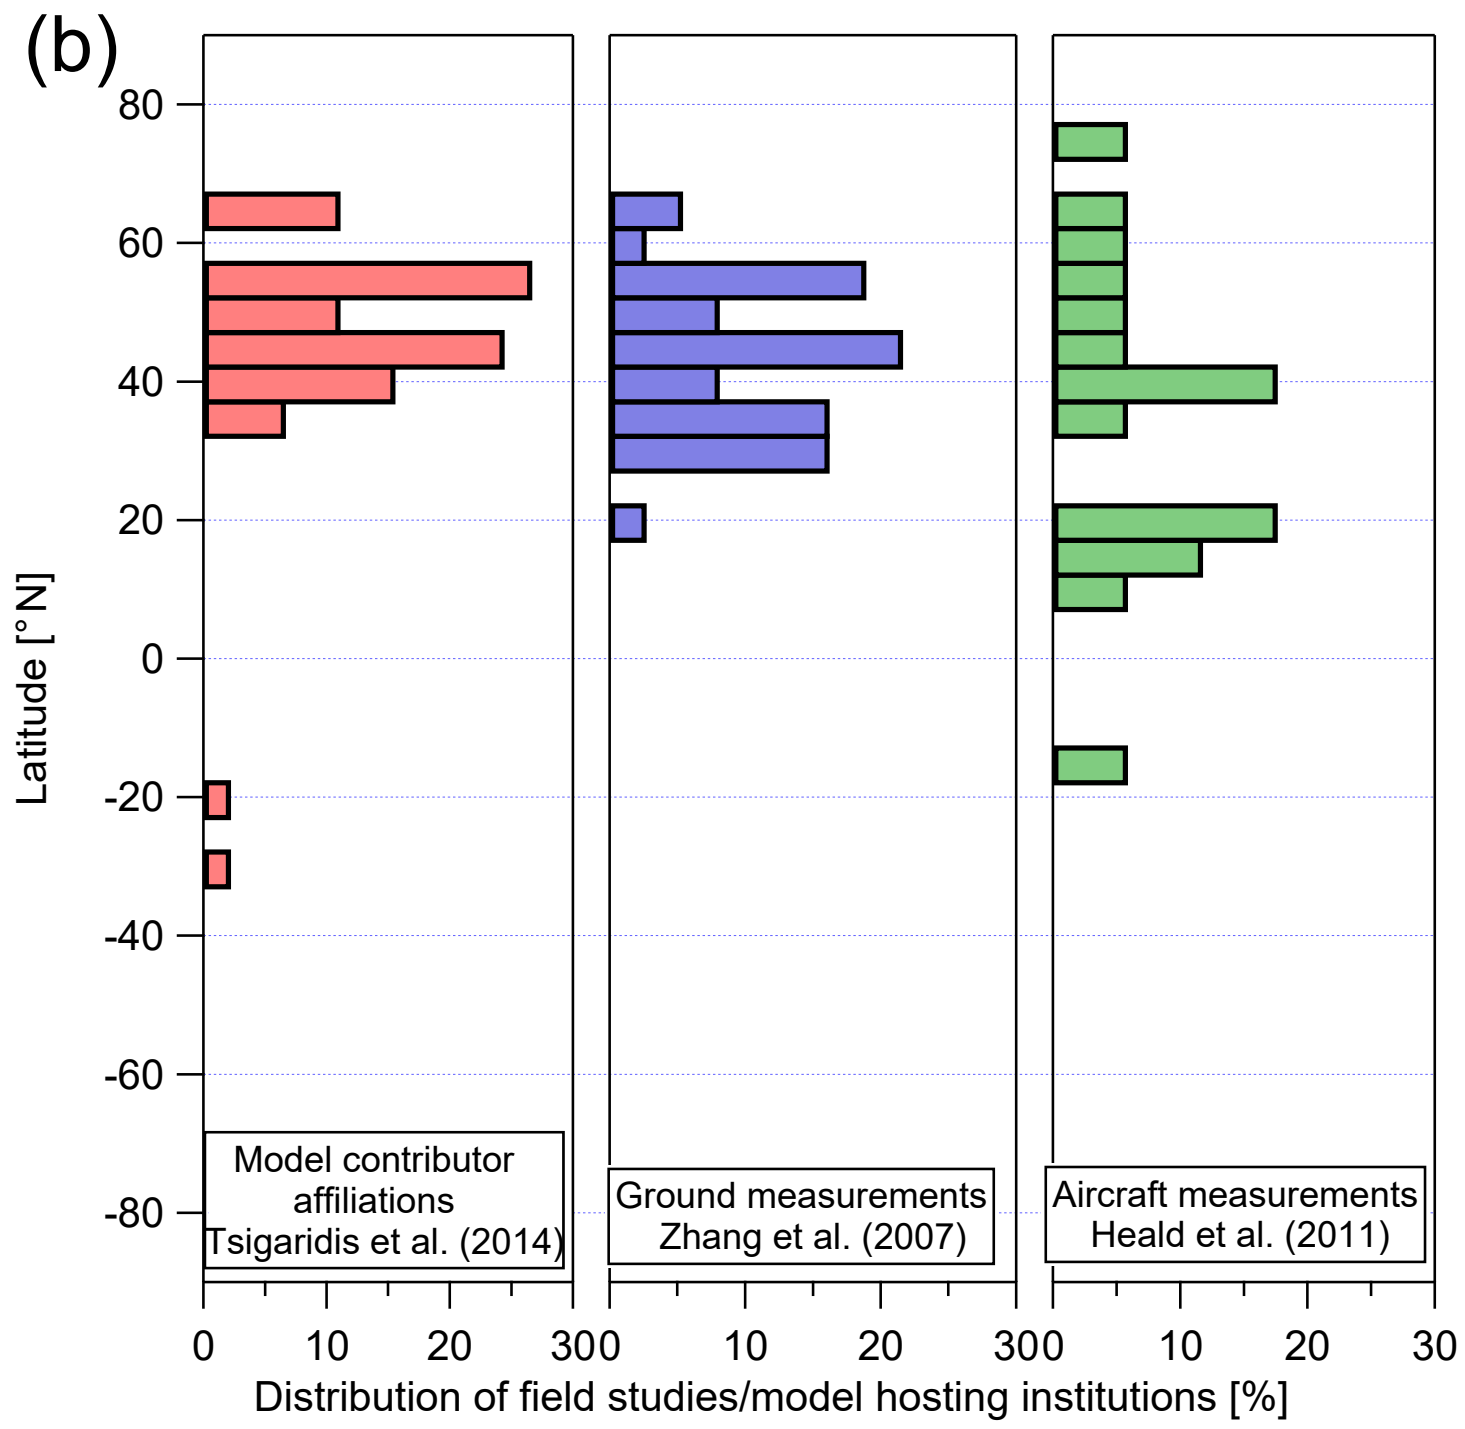 (b)
80
60
40
20
0
-20
-40
-60
-80
Latitude [° N]
Model contributor
affiliations
Tsigaridis et al. (2014)
Ground measurements
Zhang et al. (2007)
Aircraft measurements
Heald et al. (2011)
0 10 20 30 0 10 20 30 0 10 20 30
Distribution of field studies/model hosting institutions [%]